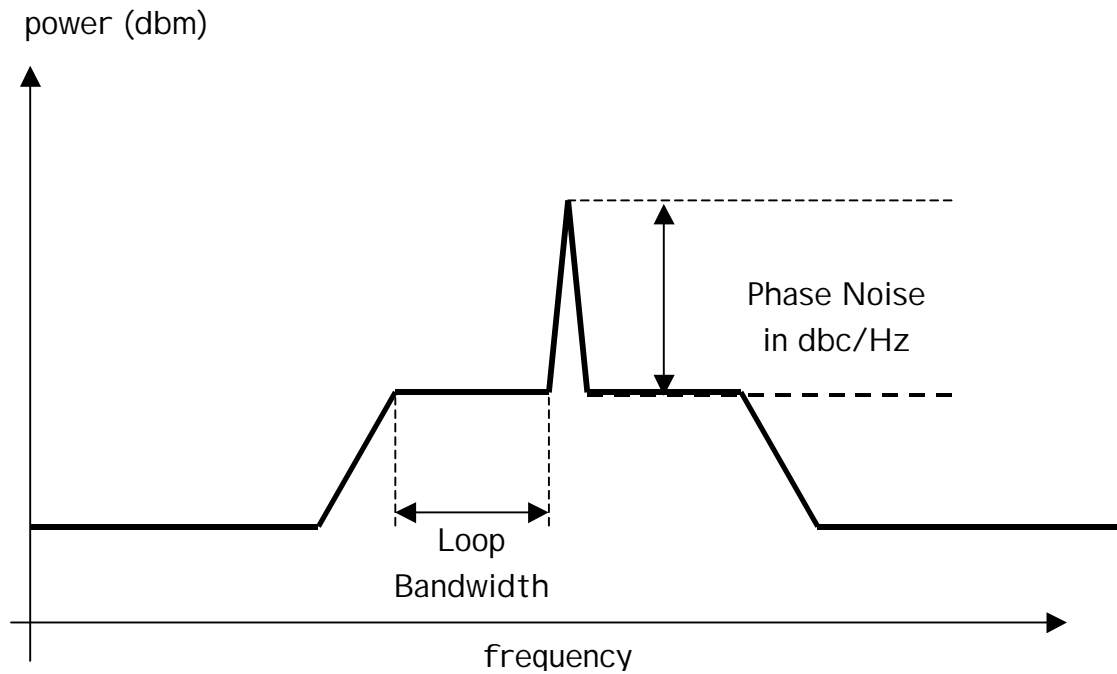 power (dbm)
Phase Noise
in dbc/Hz
Loop
Bandwidth
frequency